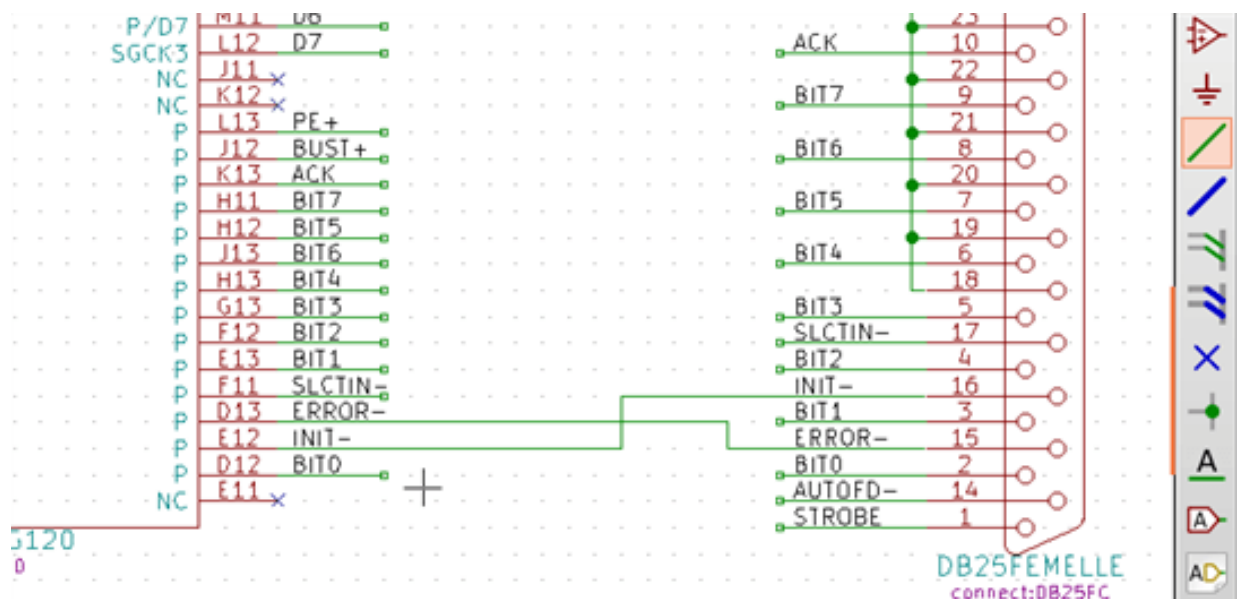 P/D7 M11 D6 23
SGCK3 L12 D7 ACK 10
NC J11 22
NC K12 BIT7 9
P L13 PE+ 21
P J12 BUST+ BIT6 8
P K13 ACK 20
P H11 BIT7 BIT5 7
P H12 BIT5 19
P J13 BIT6 BIT4 6
P H13 BIT4 18
P G13 BIT3 BIT3 5
P F12 BIT2 SLCTIN- 17
P E13 BIT1 BIT2 4
P F11 SLCTIN- INIT- 16
P D13 ERROR- BIT1 3
P E12 INIT- ERROR- 15
P D12 BIT0 BIT0 2
NC E11 AUTOFD- 14
STROBE 1
G120
DB25FEMELLE
connect:DB25FC
A
A
AD